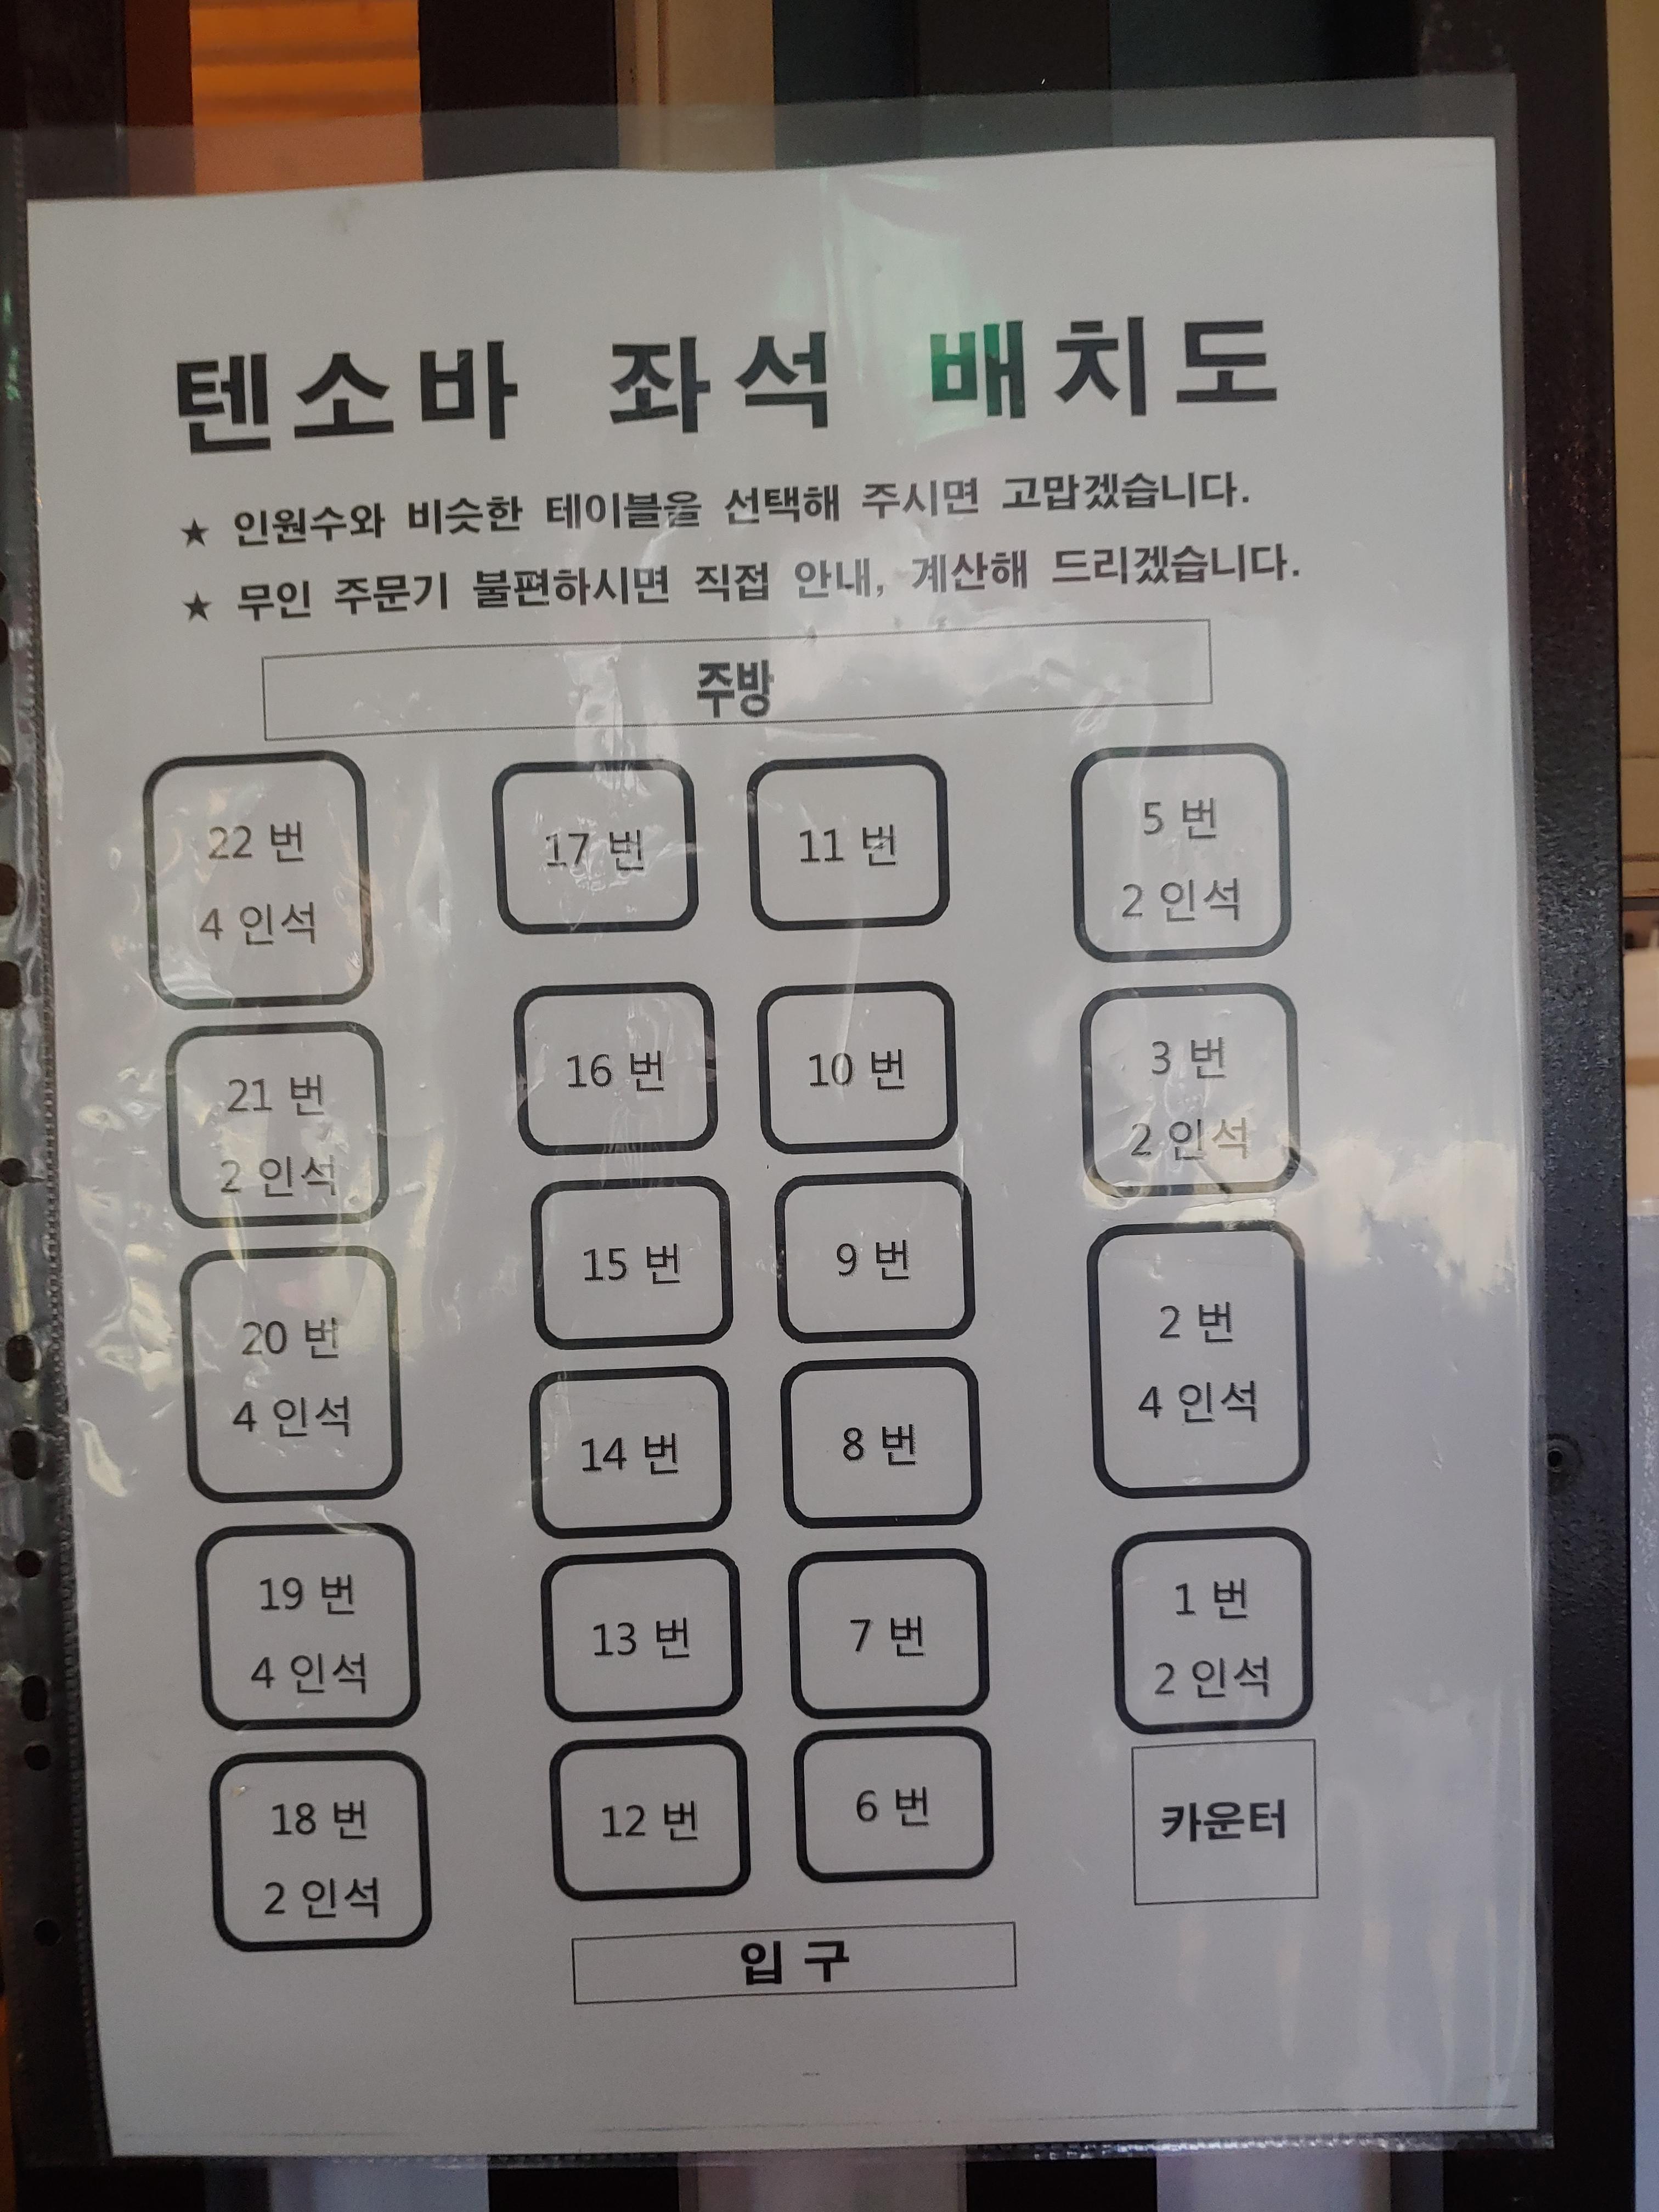 텐소바 좌석 배치도
★ 인원수와 비슷한 테이블을 선택해 주시면 고맙겠습니다.
★ 무인 주문기 불편하시면 직접 안내, 계산해 드리겠습니다.
주방
22 번
4 인석
17 번
11 번
5 번
2 인석
21 번
2 인석
16 번
10 번
3 번
2 인석
20 번
4 인석
15 번
9 번
2 번
4 인석
14 번
8 번
19 번
4 인석
13 번
7 번
1 번
2 인석
18 번
2 인석
12 번
6 번
카운터
입 구